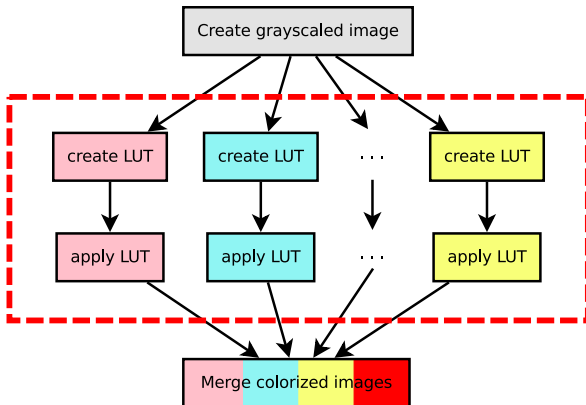 Create grayscaled image
create LUT
create LUT
. . .
create LUT
apply LUT
apply LUT
. . .
apply LUT
Merge colorized images